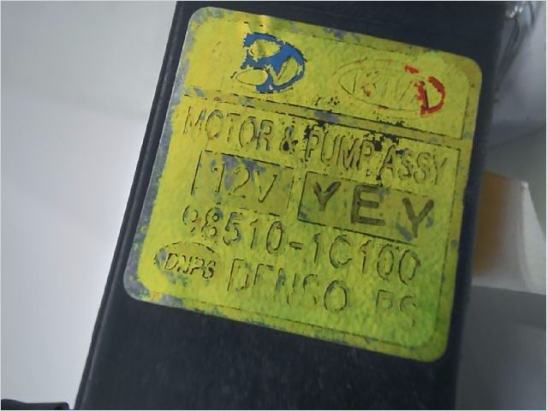 KIA
MOTOR & PUMP ASSY
12V YEY
98510-1C100
DNPS DENSO PS